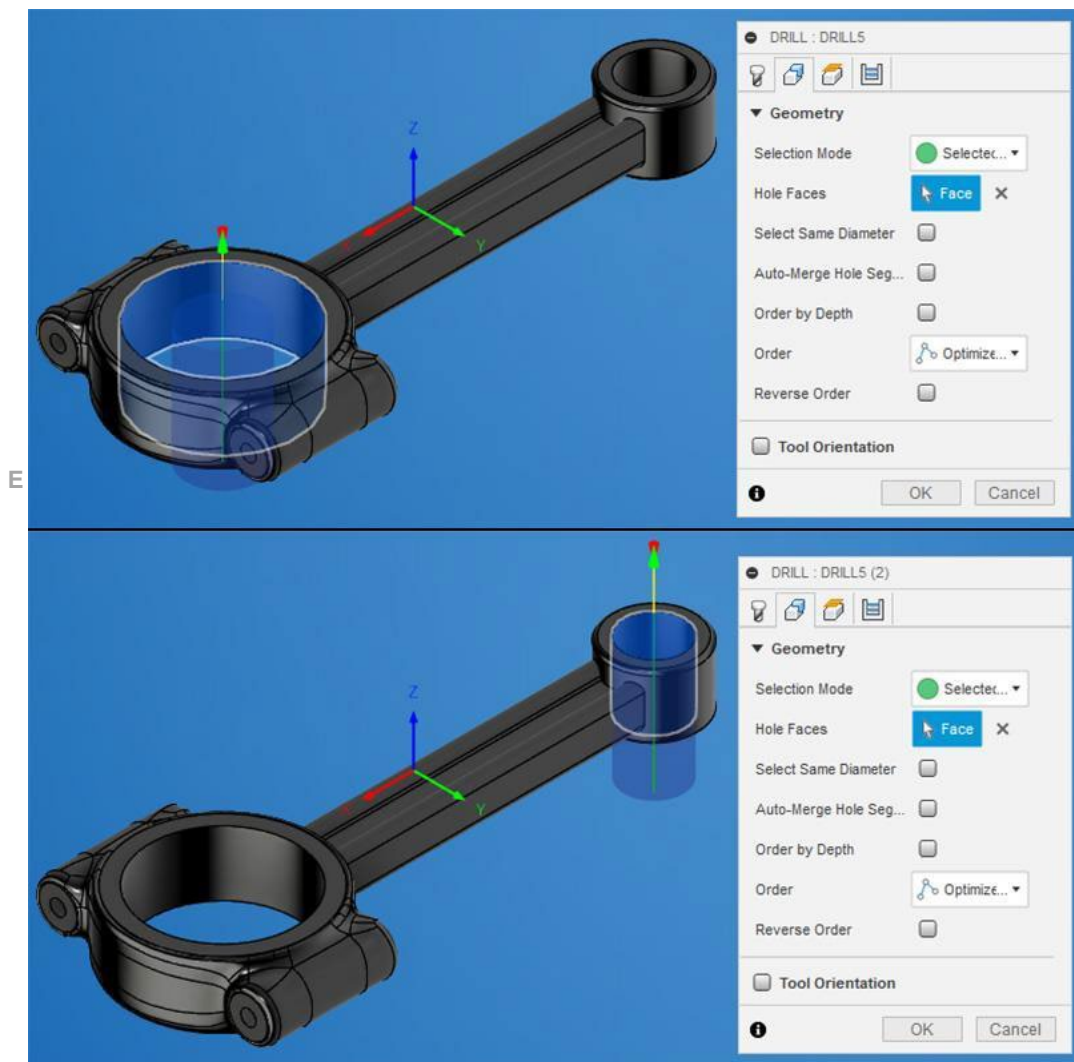 DRILL : DRILL5
Geometry
Selection Mode Selectec...
Hole Faces Face
Select Same Diameter
Auto-Merge Hole Seg...
Order by Depth
Order Optimize...
Reverse Order
Tool Orientation
OK Cancel
Z
X
Y
E
DRILL : DRILL5 (2)
Geometry
Selection Mode Selectec...
Hole Faces Face
Select Same Diameter
Auto-Merge Hole Seg...
Order by Depth
Order Optimize...
Reverse Order
Tool Orientation
OK Cancel
Z
X
Y